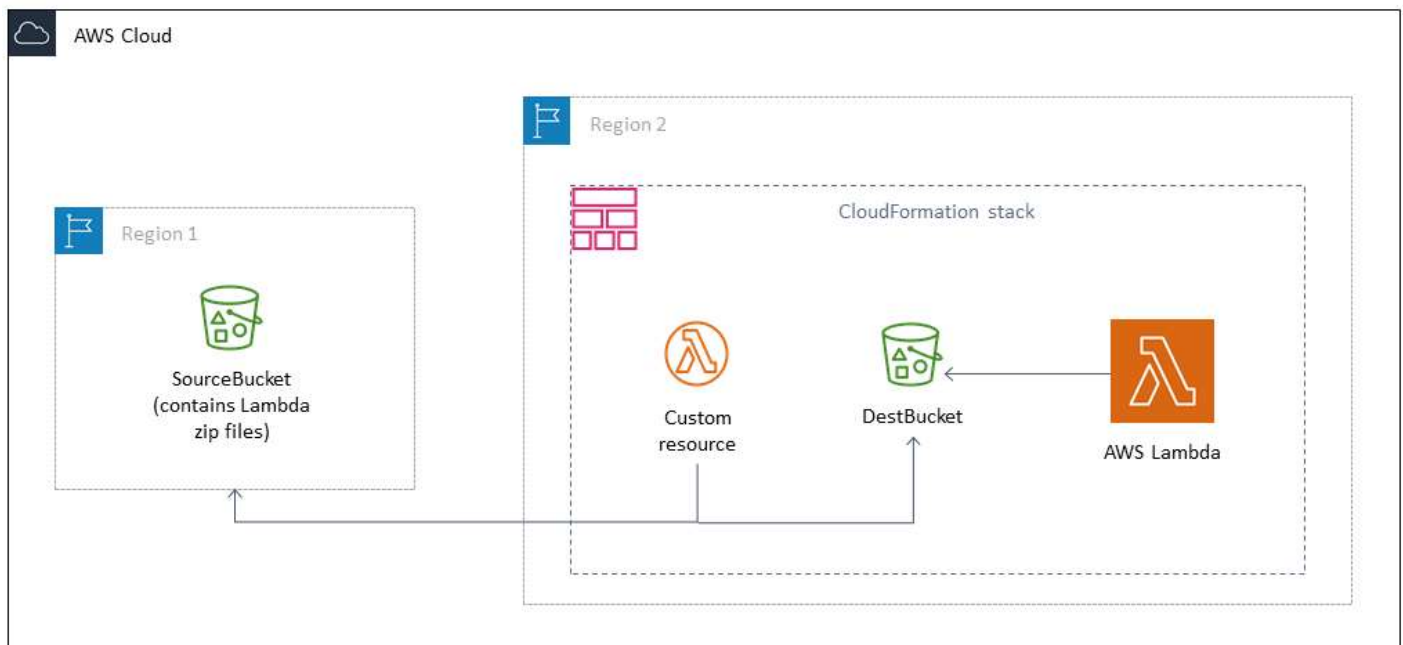 AWS Cloud
Region 2
CloudFormation stack
Region 1
SourceBucket
(contains Lambda
zip files)
Custom
resource
DestBucket
AWS Lambda